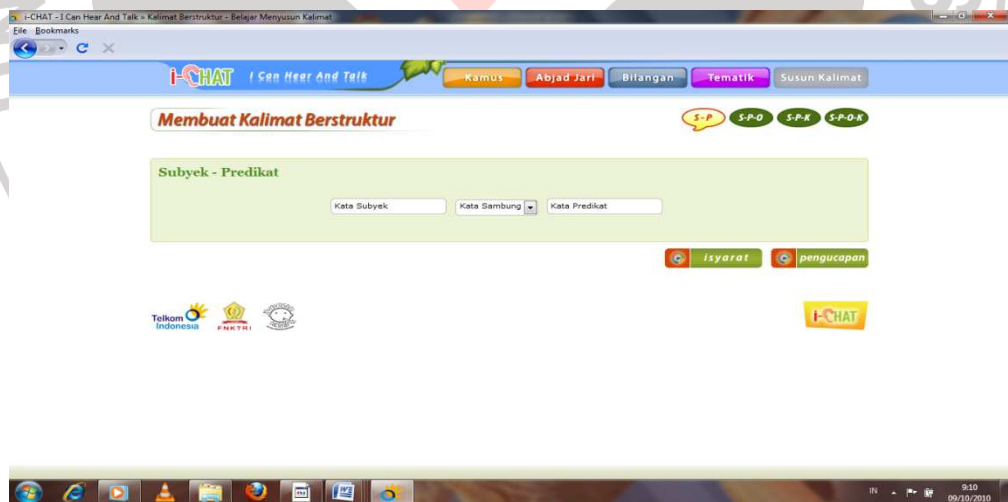 i-CHAT - I Can Hear And Talk » Kalimat Berstruktur - Belajar Menyusun Kalimat
File Bookmarks
i-CHAT I Can Hear And Talk Kamus Abjad Jari Bilangan Tematik Susun Kalimat
Membuat Kalimat Berstruktur S-P S-P-O S-P-K S-P-O-K
Subyek - Predikat
Kata Subyek Kata Sambung Kata Predikat
isyarat pengucapan
Telkom Indonesia FNKTRI i-CHAT
IN 9:10
09/10/2010